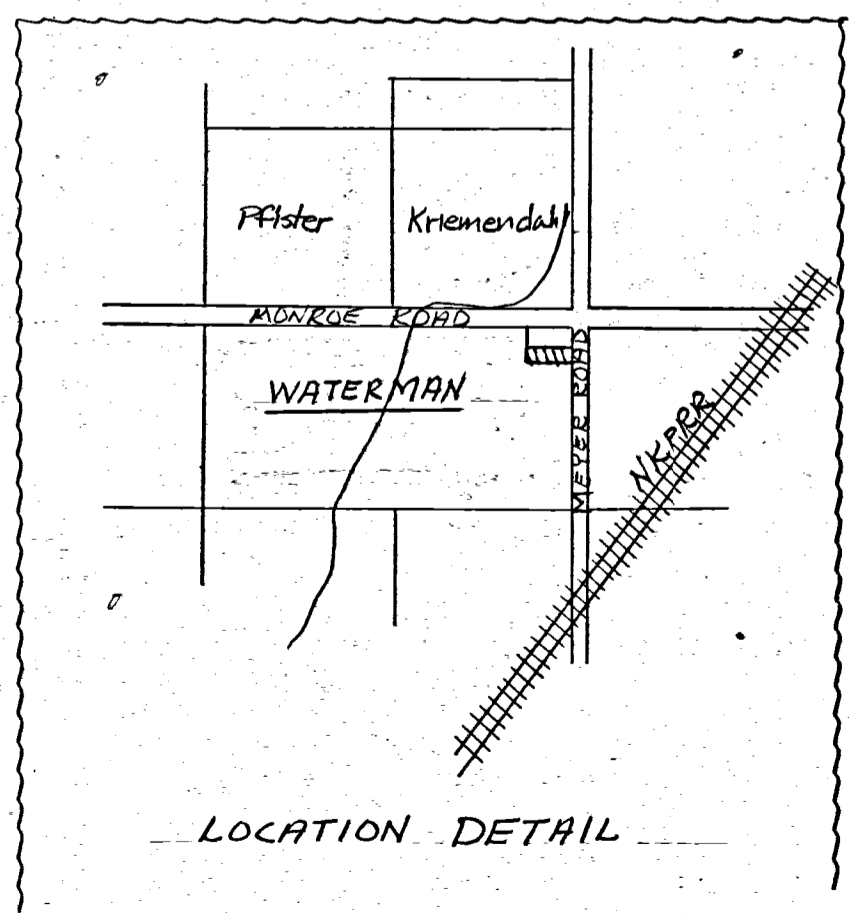 Pfister
Kriemendahl
MONROE ROAD
WATERMAN
MEYER ROAD
NKPRR
LOCATION DETAIL